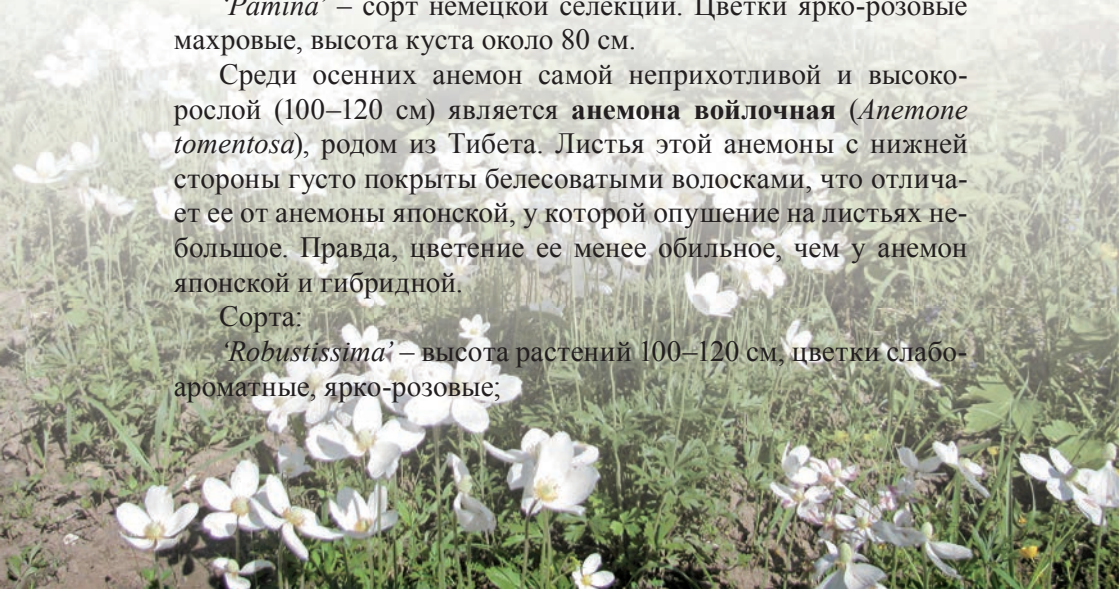 ‘Pamina’ – сорт немецкой селекции. Цветки ярко-розовые
махровые, высота куста около 80 см.
Среди осенних анемон самой неприхотливой и высоко-
рослой (100–120 см) является анемона войлочная (Anemone
tomentosa), родом из Тибета. Листья этой анемоны с нижней
стороны густо покрыты белесоватыми волосками, что отлича-
ет ее от анемоны японской, у которой опушение на листьях не-
большое. Правда, цветение ее менее обильное, чем у анемон
японской и гибридной.
Сорта:
‘Robustissima’ – высота растений 100–120 см, цветки слабо-
ароматные, ярко-розовые;